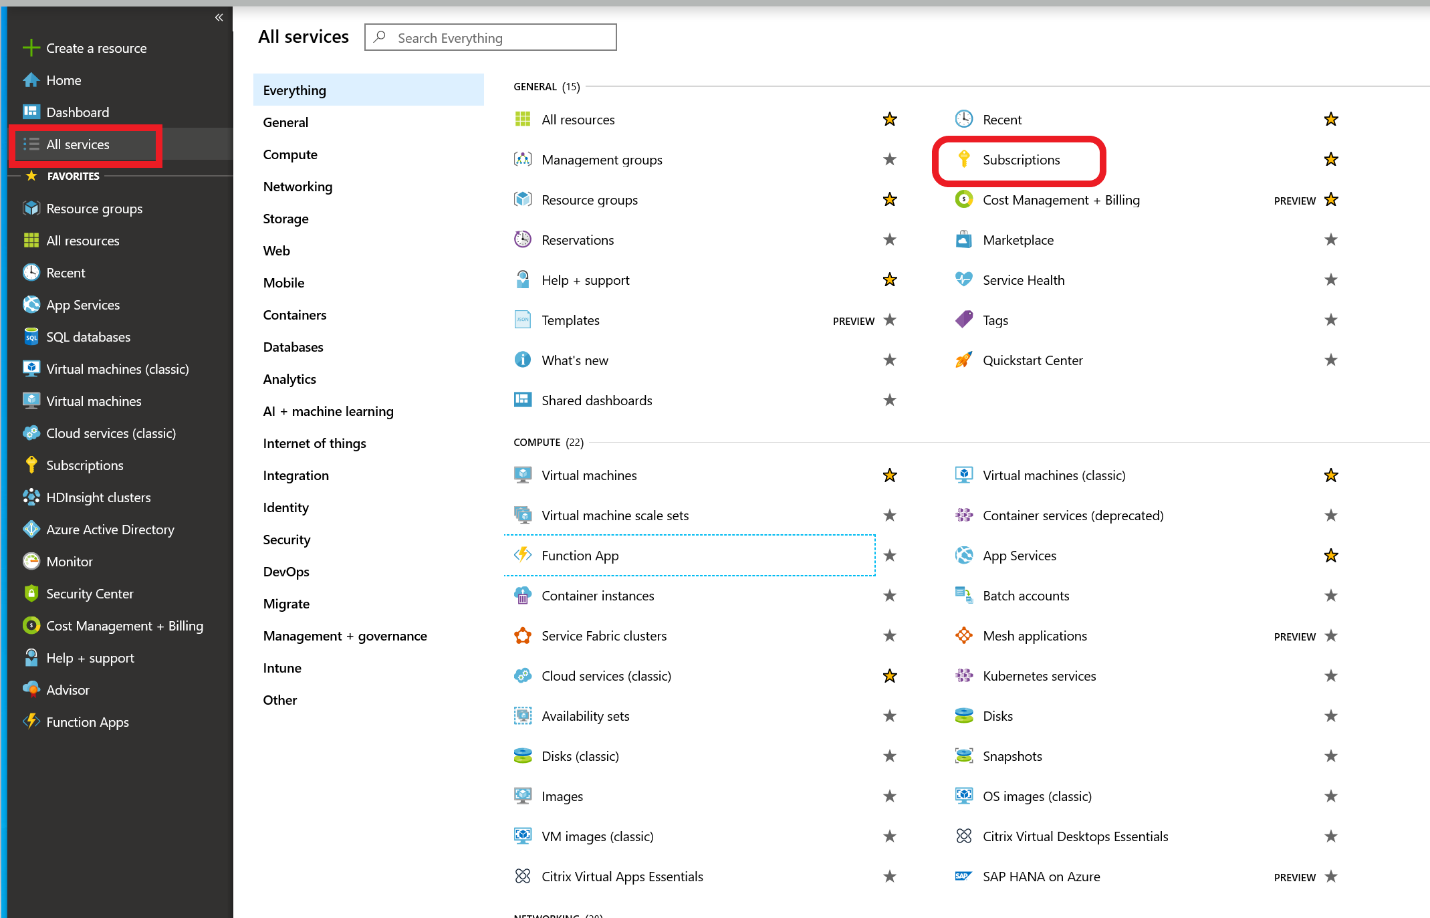 «
Create a resource
Home
Dashboard
All services
FAVORITES
Resource groups
All resources
Recent
App Services
SQL databases
Virtual machines (classic)
Virtual machines
Cloud services (classic)
Subscriptions
HDInsight clusters
Azure Active Directory
Monitor
Security Center
Cost Management + Billing
Help + support
Advisor
Function Apps
All services
Search Everything
Everything
General
Compute
Networking
Storage
Web
Mobile
Containers
Databases
Analytics
AI + machine learning
Internet of things
Integration
Identity
Security
DevOps
Migrate
Management + governance
Intune
Other
GENERAL (15)
All resources
Recent
Management groups
Subscriptions
Resource groups
Cost Management + Billing PREVIEW
Reservations
Marketplace
Help + support
Service Health
Templates PREVIEW
Tags
What's new
Quickstart Center
Shared dashboards
COMPUTE (22)
Virtual machines
Virtual machines (classic)
Virtual machine scale sets
Container services (deprecated)
Function App
App Services
Container instances
Batch accounts
Service Fabric clusters
Mesh applications PREVIEW
Cloud services (classic)
Kubernetes services
Availability sets
Disks
Disks (classic)
Snapshots
Images
OS images (classic)
VM images (classic)
Citrix Virtual Desktops Essentials
Citrix Virtual Apps Essentials
SAP HANA on Azure PREVIEW
NETWORKING (20)